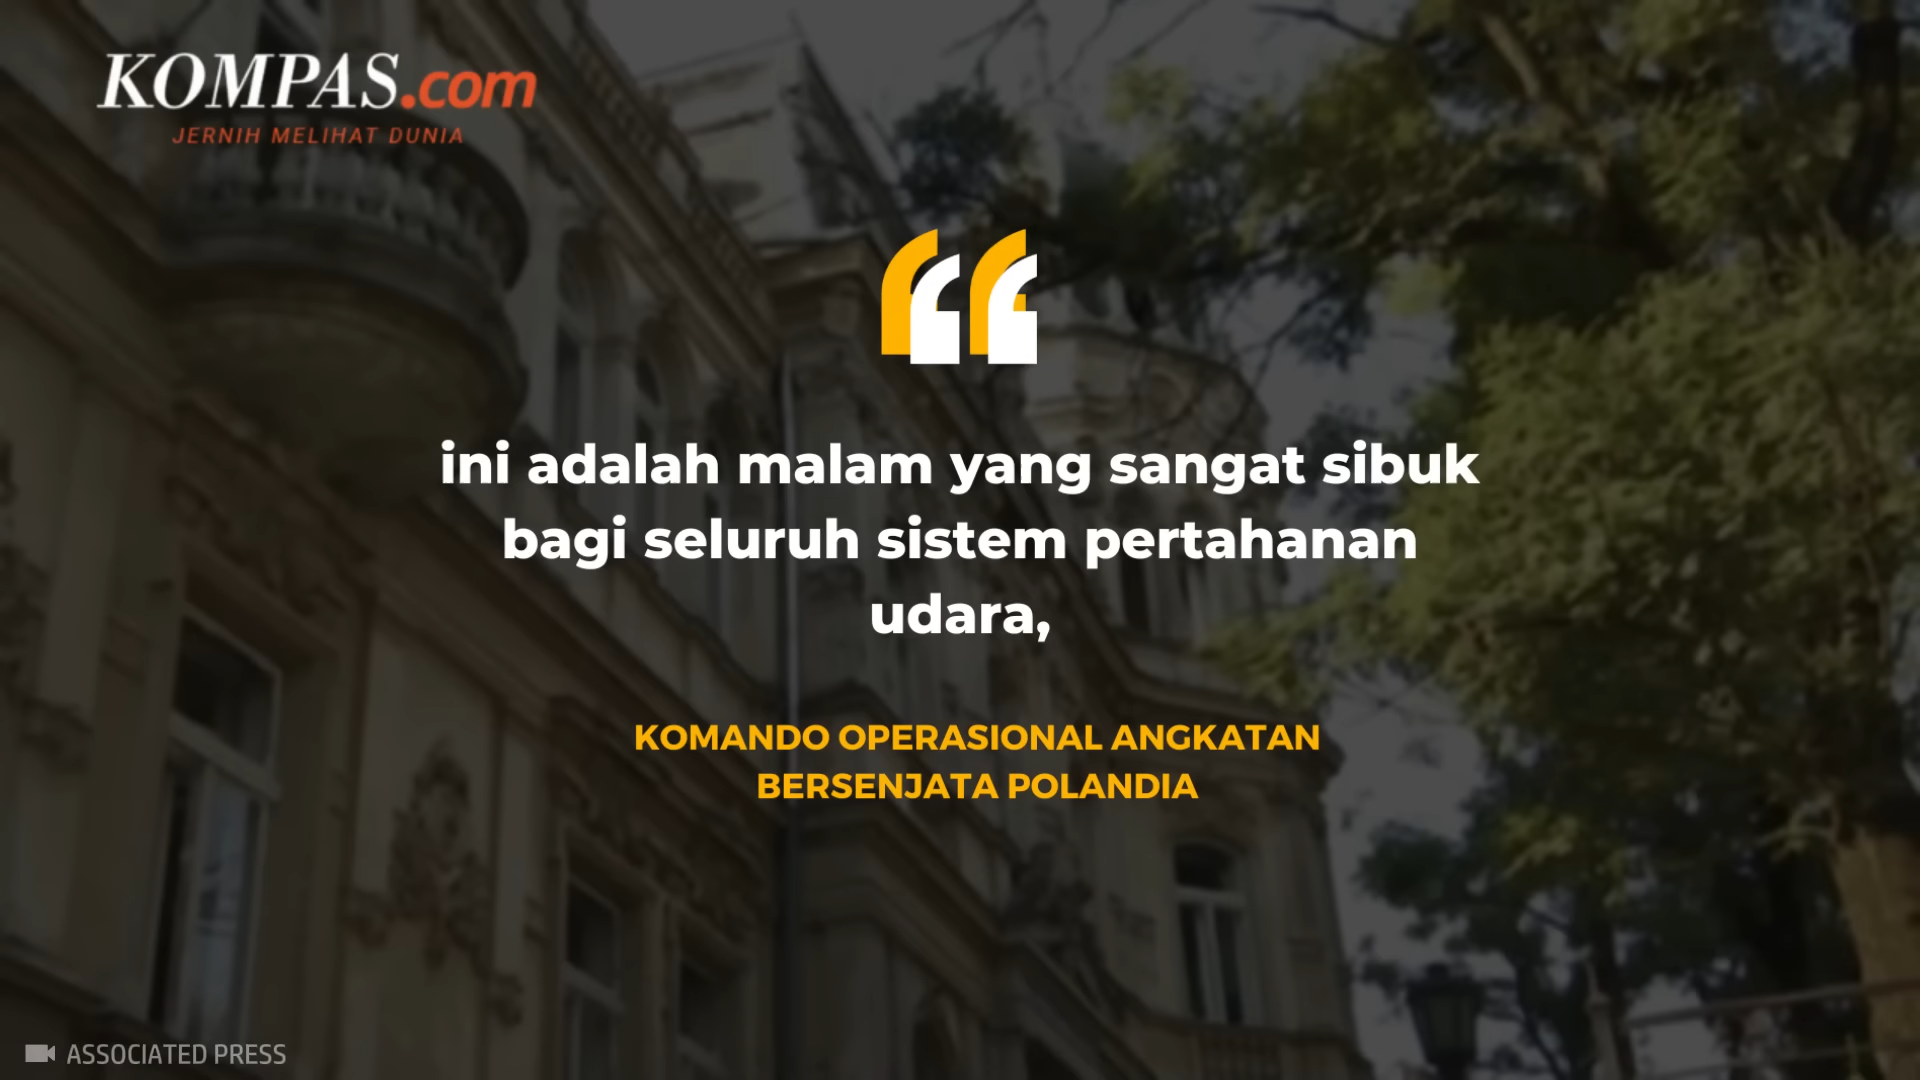 KOMPAS.com
JERNIH MELIHAT DUNIA
ini adalah malam yang sangat sibuk
bagi seluruh sistem pertahanan
udara,
KOMANDO OPERASIONAL ANGKATAN
BERSENJATA POLANDIA
ASSOCIATED PRESS